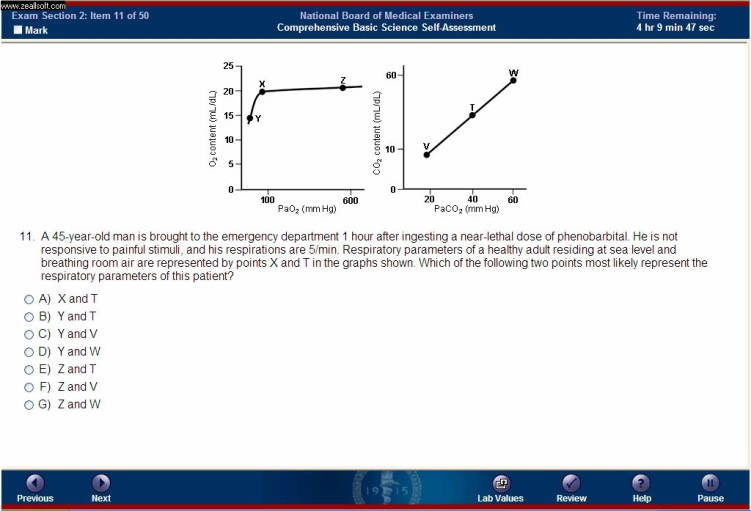 www.zeallsoft.com
Exam Section 2: Item 11 of 50
National Board of Medical Examiners
Time Remaining:
Mark
Comprehensive Basic Science Self-Assessment
4 hr 9 min 47 sec
25
20
15
10
5
0
O₂ content (mL/dL)
X
Y
Z
100
600
PaO₂ (mm Hg)
60
10
0
CO₂ content (mL/dL)
V
T
W
20
40
60
PaCO₂ (mm Hg)
11. A 45-year-old man is brought to the emergency department 1 hour after ingesting a near-lethal dose of phenobarbital. He is not
responsive to painful stimuli, and his respirations are 5/min. Respiratory parameters of a healthy adult residing at sea level and
breathing room air are represented by points X and T in the graphs shown. Which of the following two points most likely represent the
respiratory parameters of this patient?
A) X and T
B) Y and T
C) Y and V
D) Y and W
E) Z and T
F) Z and V
G) Z and W
1915
Previous
Next
Lab Values
Review
Help
Pause